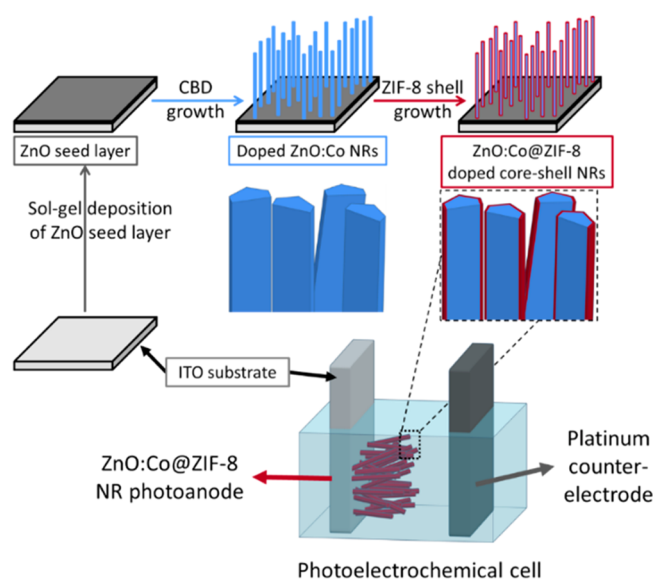 CBD
growth
ZIF-8 shell
growth
ZnO seed layer
Doped ZnO:Co NRs
ZnO:Co@ZIF-8
doped core-shell NRs
Sol-gel deposition
of ZnO seed layer
ITO substrate
ZnO:Co@ZIF-8
NR photoanode
Platinum
counter-
electrode
Photoelectrochemical cell